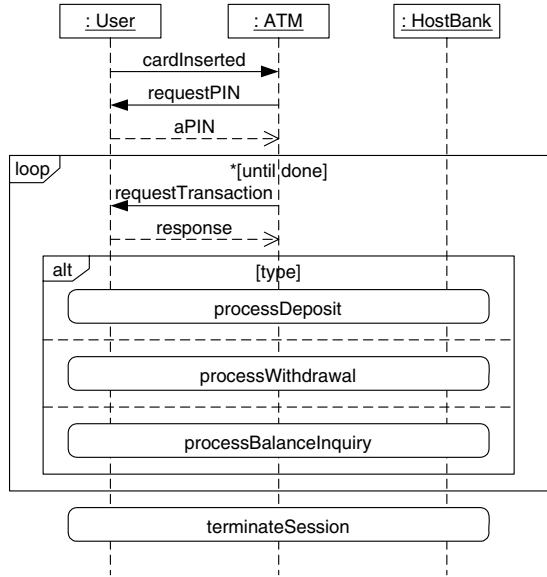 : User
: ATM
: HostBank
cardInserted
requestPIN
aPIN
loop
*[until done]
requestTransaction
response
alt
[type]
processDeposit
processWithdrawal
processBalanceInquiry
terminateSession